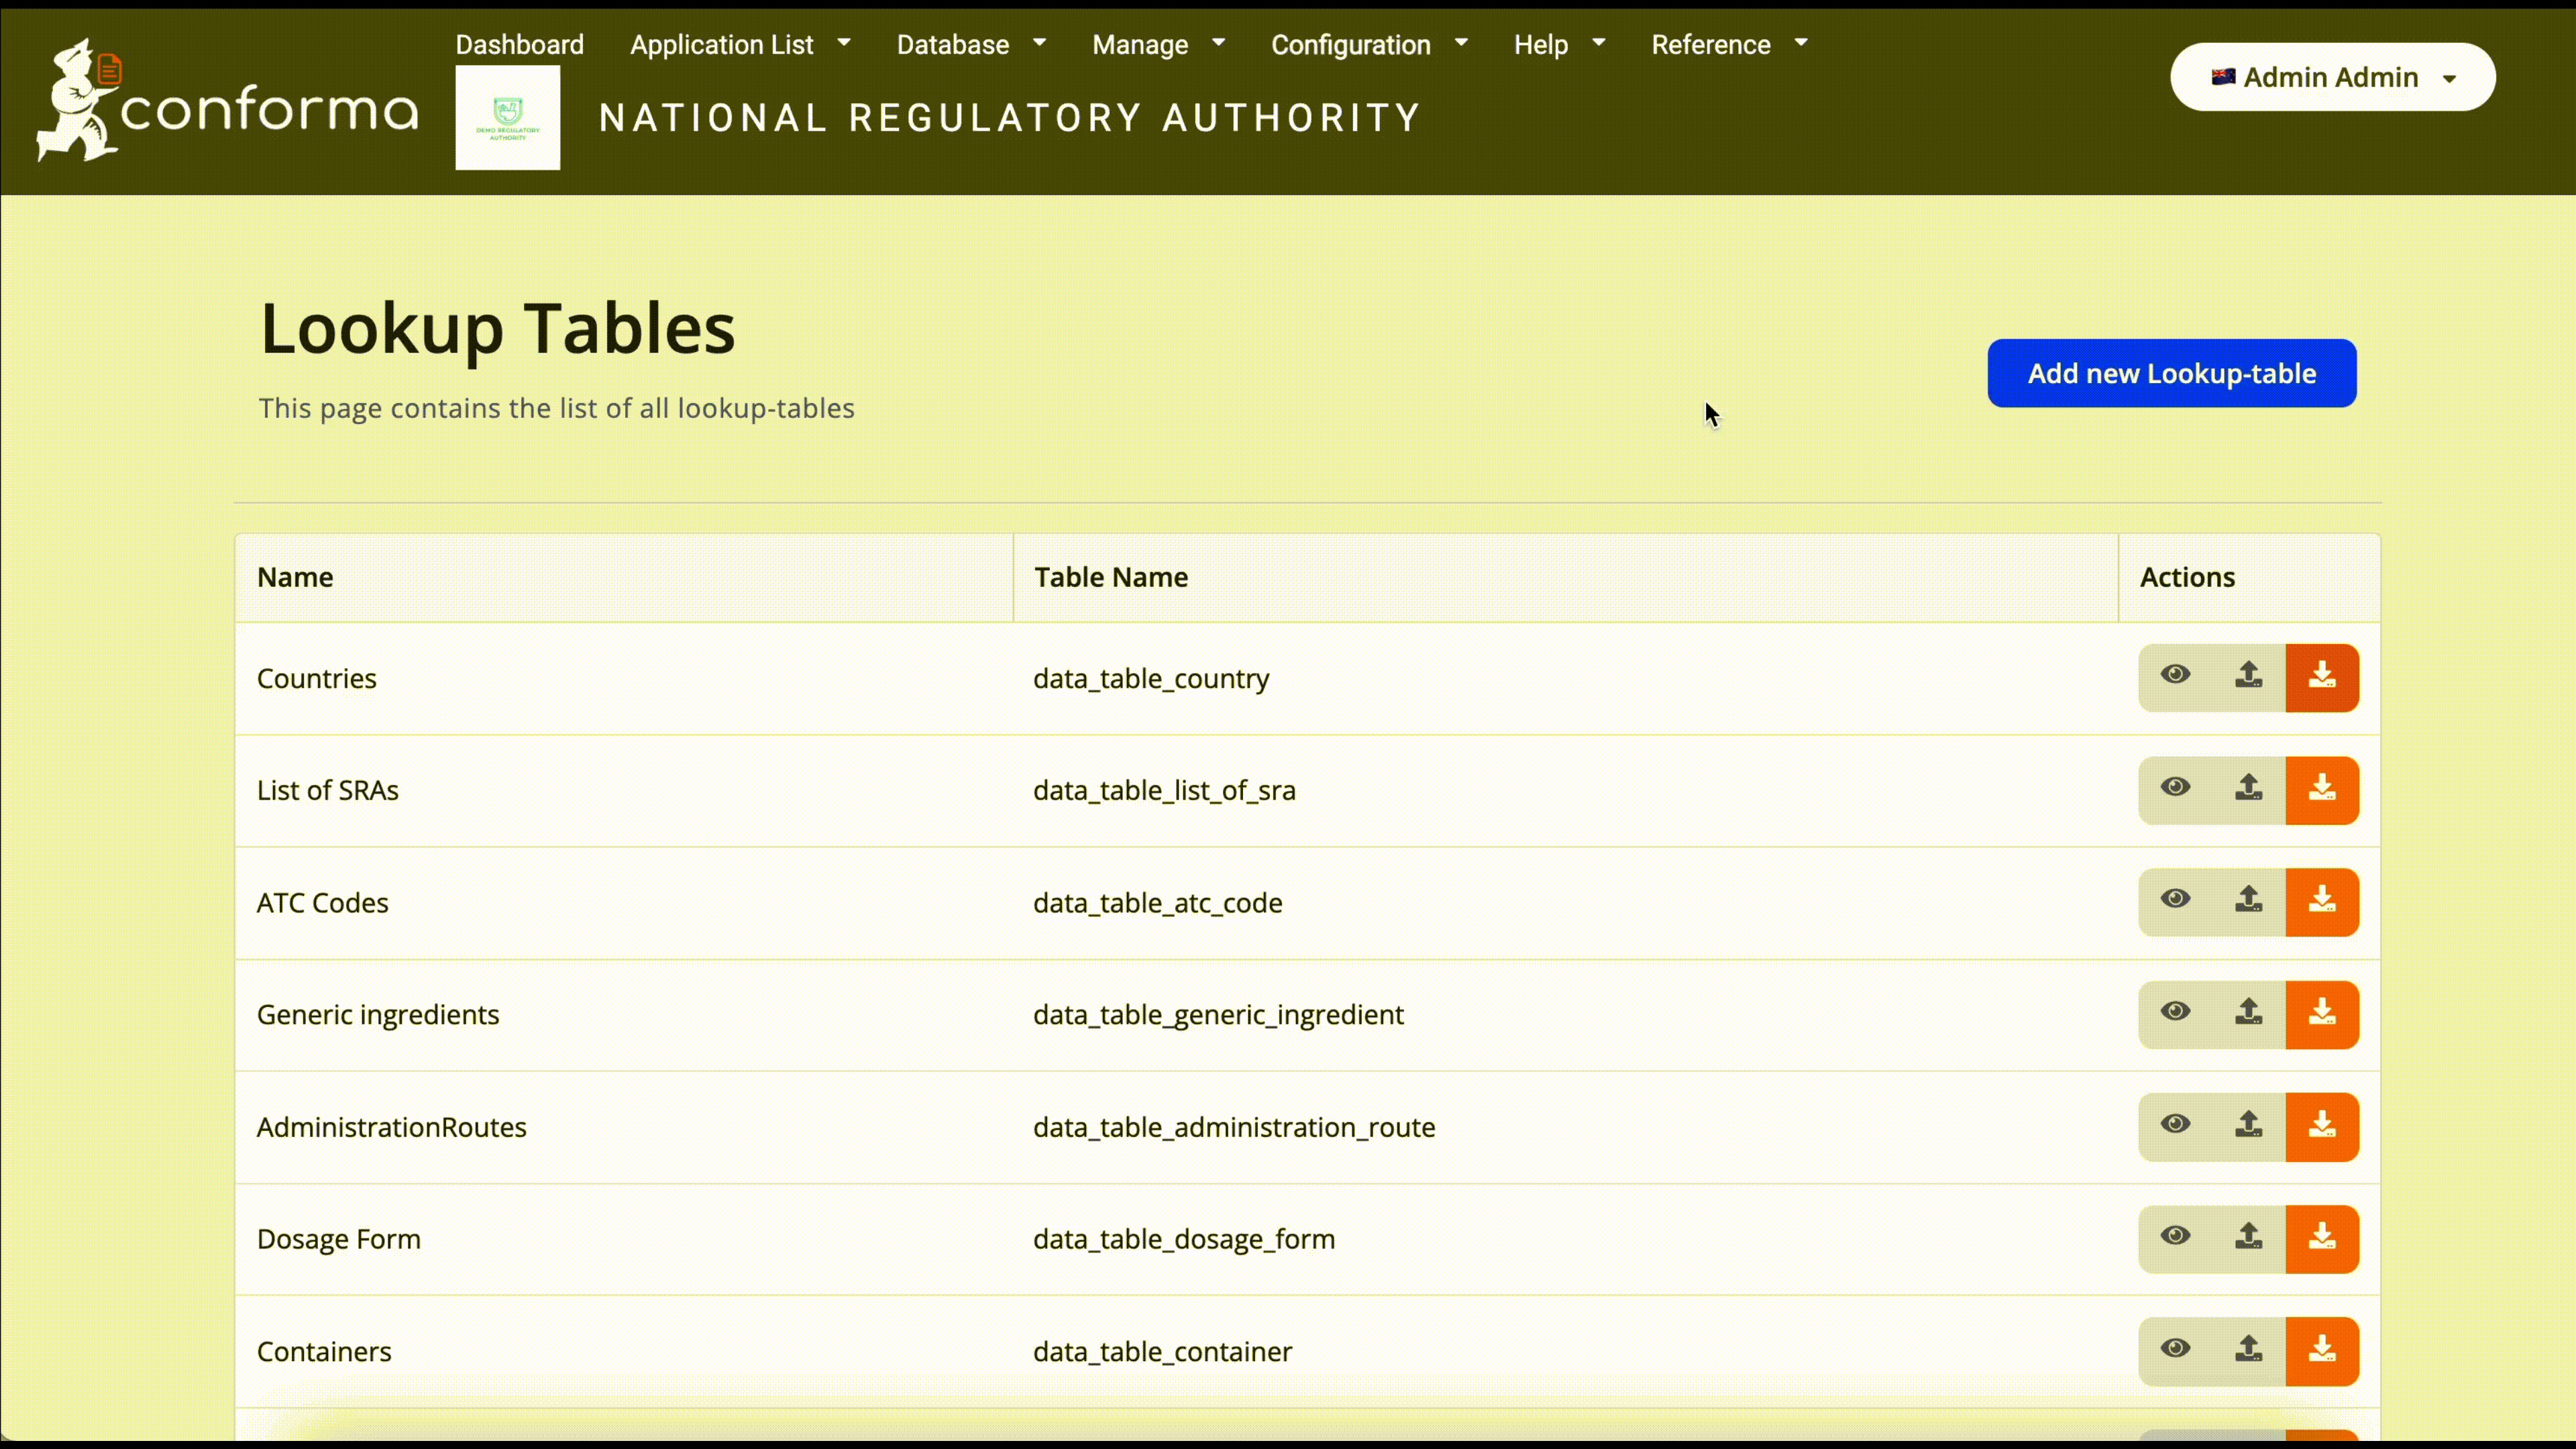 Dashboard Application List Database Manage Configuration Help Reference
Admin Admin
conforma
DEMO REGULATORY
AUTHORITY
NATIONAL REGULATORY AUTHORITY
Lookup Tables
This page contains the list of all lookup-tables
Add new Lookup-table
Name Table Name Actions
Countries data_table_country
List of SRAs data_table_list_of_sra
ATC Codes data_table_atc_code
Generic ingredients data_table_generic_ingredient
AdministrationRoutes data_table_administration_route
Dosage Form data_table_dosage_form
Containers data_table_container